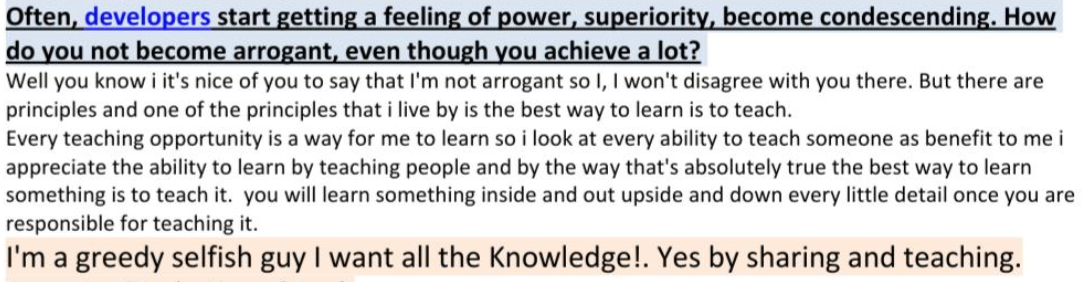 Often, developers start getting a feeling of power, superiority, become condescending. How
do you not become arrogant, even though you achieve a lot?
Well you know i it's nice of you to say that I'm not arrogant so I, I won't disagree with you there. But there are
principles and one of the principles that i live by is the best way to learn is to teach.
Every teaching opportunity is a way for me to learn so i look at every ability to teach someone as benefit to me i
appreciate the ability to learn by teaching people and by the way that's absolutely true the best way to learn
something is to teach it.  you will learn something inside and out upside and down every little detail once you are
responsible for teaching it.
I'm a greedy selfish guy I want all the Knowledge!. Yes by sharing and teaching.